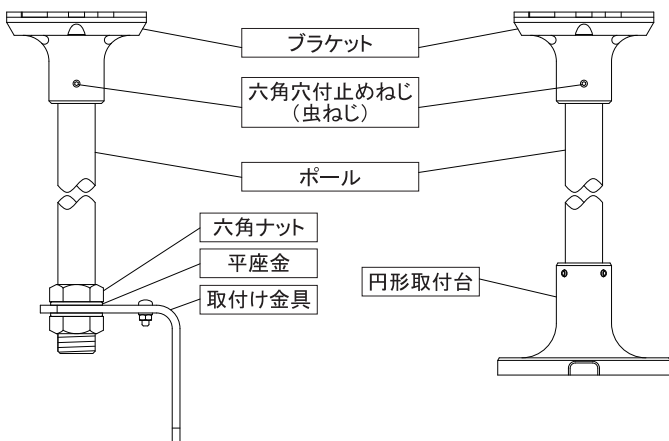 ブラケット
六角穴付止めねじ
（虫ねじ）
ポール
六角ナット
平座金
取付け金具
円形取付台